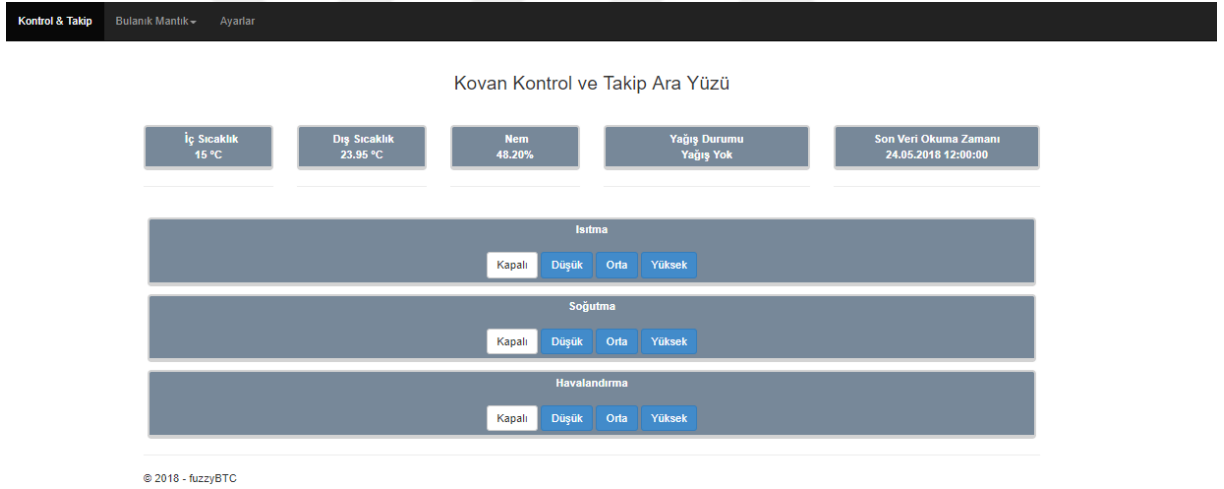 Kontrol & Takip Bulanık Mantık Ayarlar
Kovan Kontrol ve Takip Ara Yüzü
İç Sıcaklık Dış Sıcaklık Nem Yağış Durumu Son Veri Okuma Zamanı
15 ºC 23.95 ºC 48.20% Yağış Yok 24.05.2018 12:00:00
Isıtma
Kapalı Düşük Orta Yüksek
Soğutma
Kapalı Düşük Orta Yüksek
Havalandırma
Kapalı Düşük Orta Yüksek
© 2018 - fuzzyBTC